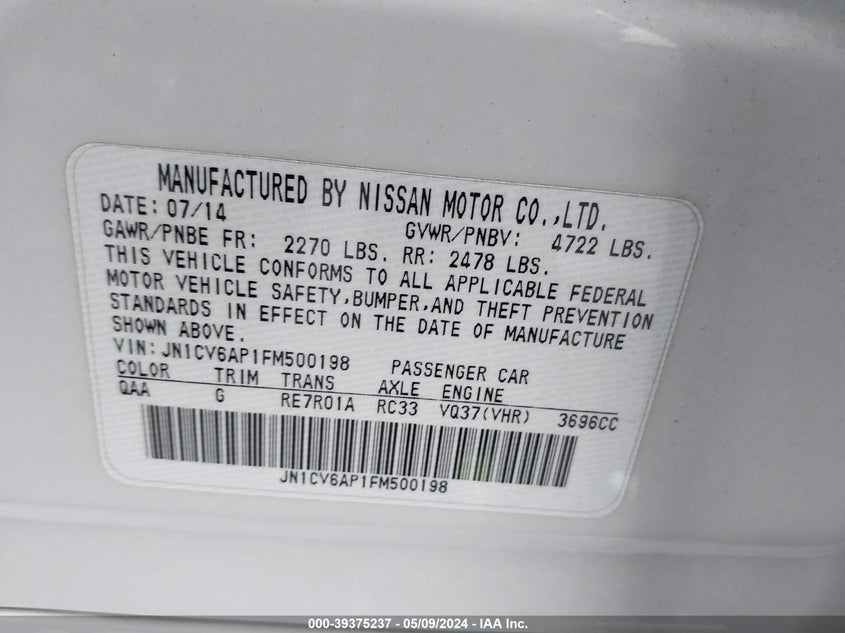 MANUFACTURED BY NISSAN MOTOR CO.,LTD.
DATE: 07/14 GVWR/PNBV: 4722 LBS.
GAWR/PNBE FR: 2270 LBS. RR: 2478 LBS.
THIS VEHICLE CONFORMS TO ALL APPLICABLE FEDERAL
MOTOR VEHICLE SAFETY,BUMPER,AND THEFT PREVENTION
STANDARDS IN EFFECT ON THE DATE OF MANUFACTURE
SHOWN ABOVE.
VIN: JN1CV6AP1FM500198 PASSENGER CAR
COLOR TRIM TRANS AXLE ENGINE
QAA G RE7R01A RC33 VQ37(VHR) 3696CC
JN1CV6AP1FM500198
000-39375237 - 05/09/2024 - IAA Inc.